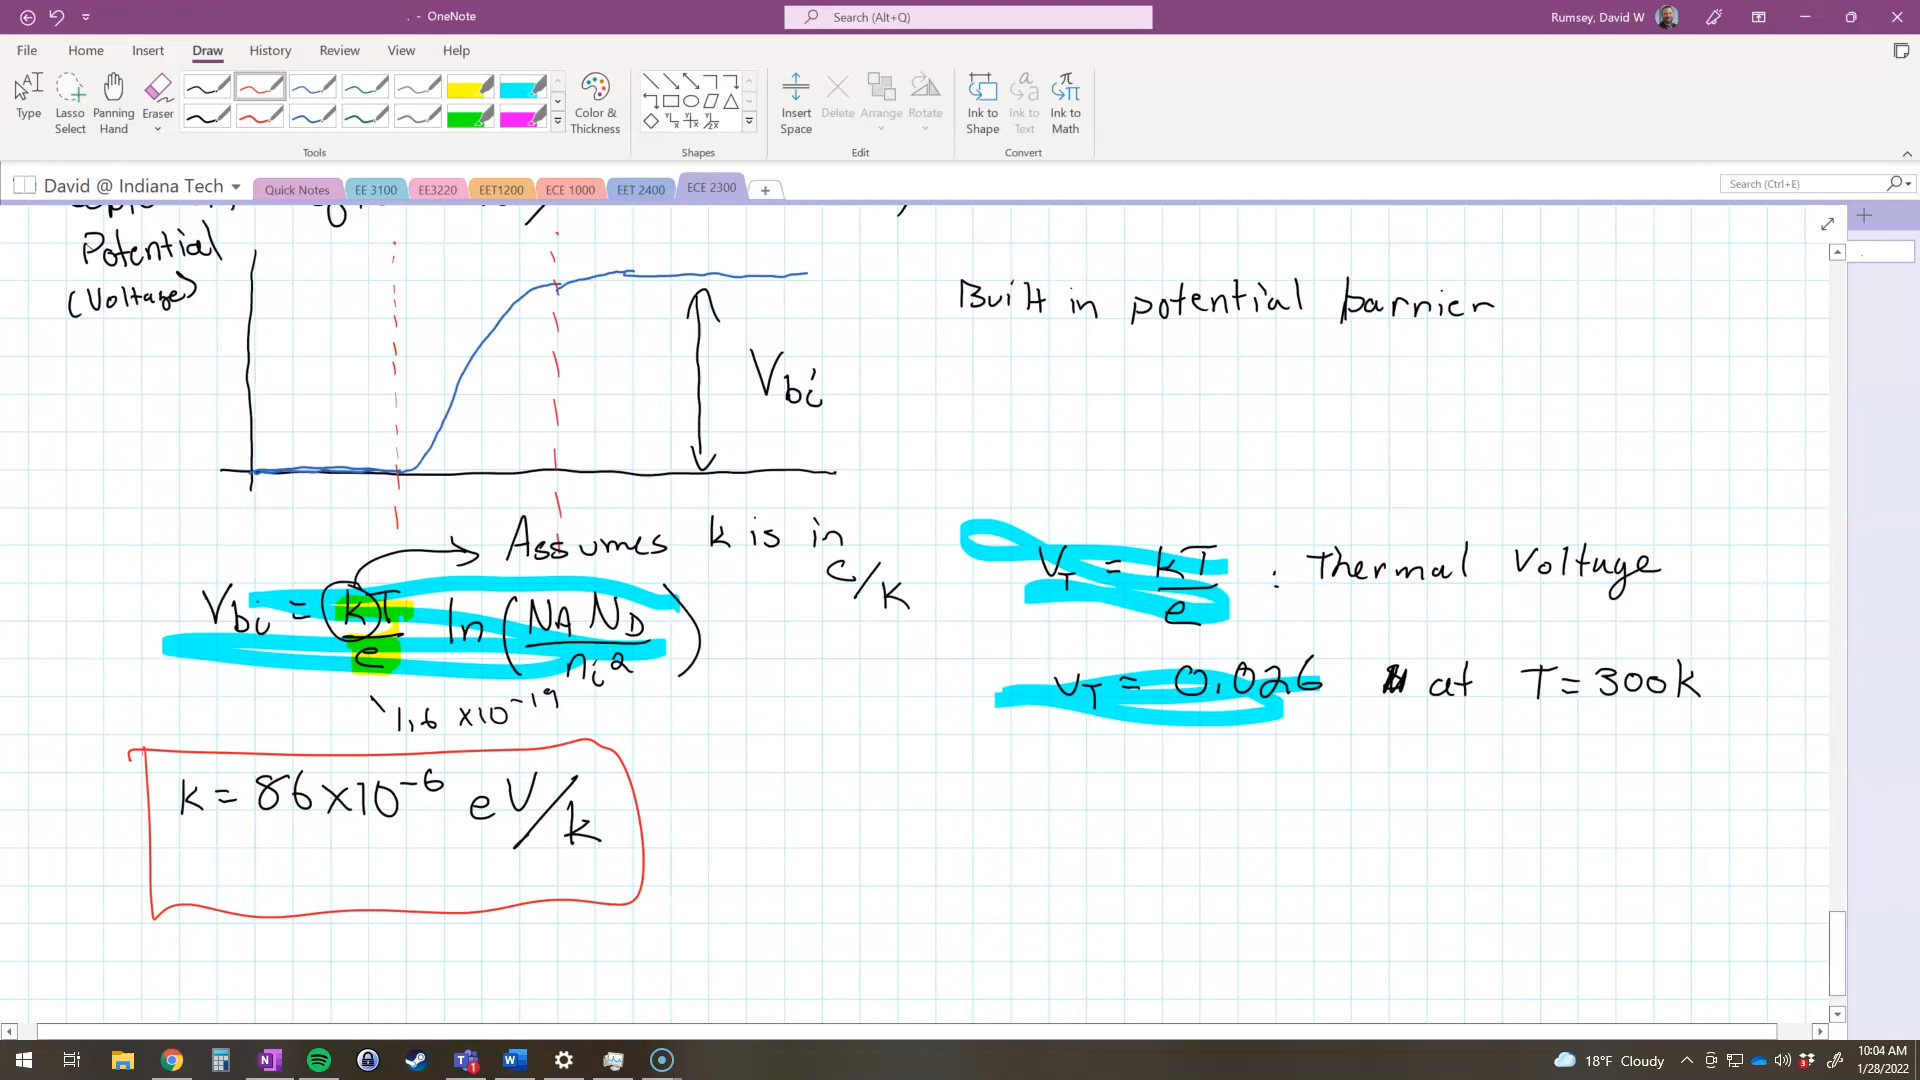 . - OneNote
Search (Alt+Q)
Rumsey, David W
File Home Insert Draw History Review View Help
Type
Lasso Select
Panning Hand
Eraser
Color & Thickness
Insert Space
Delete
Arrange
Rotate
Ink to Shape
Ink to Text
Ink to Math
Tools
Shapes
Edit
Convert
David @ Indiana Tech
Quick Notes EE 3100 EE3220 EET1200 ECE 1000 EET 2400 ECE 2300
Search (Ctrl+E)
Potential
(Voltage)
Built in potential barrier
Vbi
Assumes k is in
C/K
Vbi = kT/e ln (NA ND / ni²)
1.6 x10⁻¹⁹
VT = kT/e : Thermal Voltage
VT = 0.026 at T = 300k
k = 86x10⁻⁶ eV/k
18°F Cloudy
10:04 AM
1/28/2022